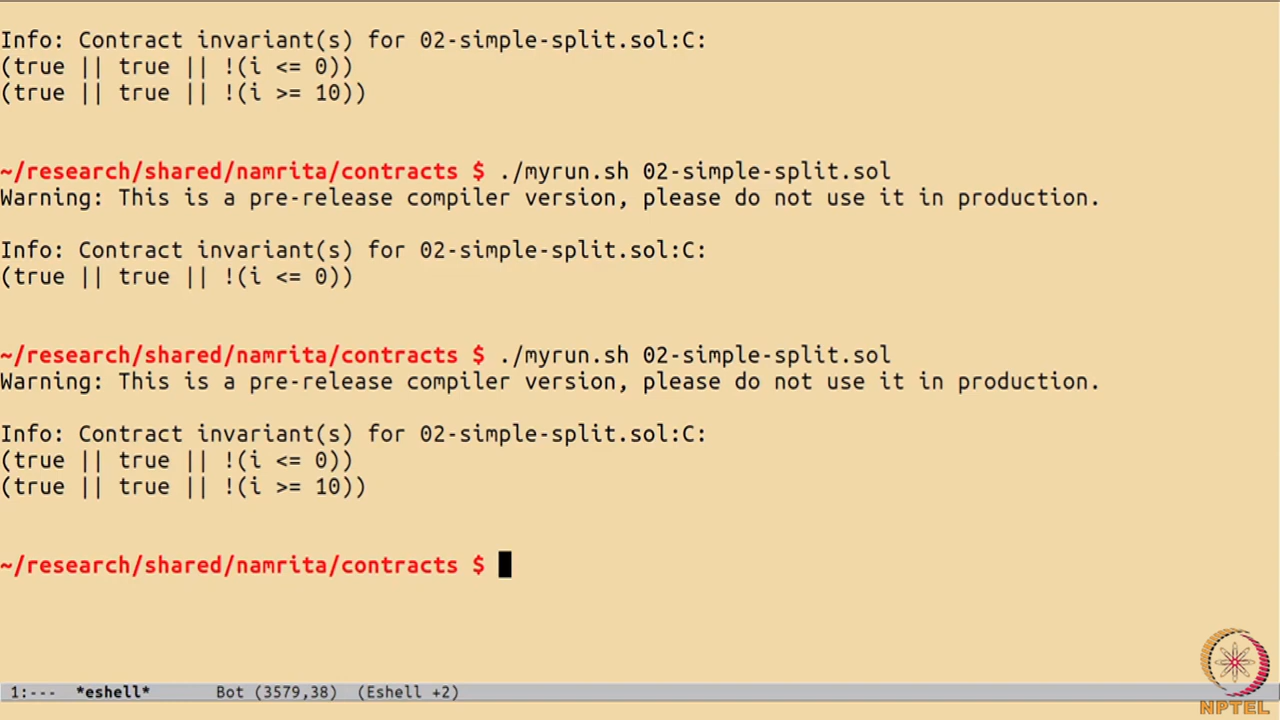 Info: Contract invariant(s) for 02-simple-split.sol:C:
(true || true || !(i <= 0))
(true || true || !(i >= 10))
~/research/shared/namrita/contracts $ ./myrun.sh 02-simple-split.sol
Warning: This is a pre-release compiler version, please do not use it in production.
Info: Contract invariant(s) for 02-simple-split.sol:C:
(true || true || !(i <= 0))
~/research/shared/namrita/contracts $ ./myrun.sh 02-simple-split.sol
Warning: This is a pre-release compiler version, please do not use it in production.
Info: Contract invariant(s) for 02-simple-split.sol:C:
(true || true || !(i <= 0))
(true || true || !(i >= 10))
~/research/shared/namrita/contracts $
1:--- *eshell* Bot (3579,38) (Eshell +2)
NPTEL